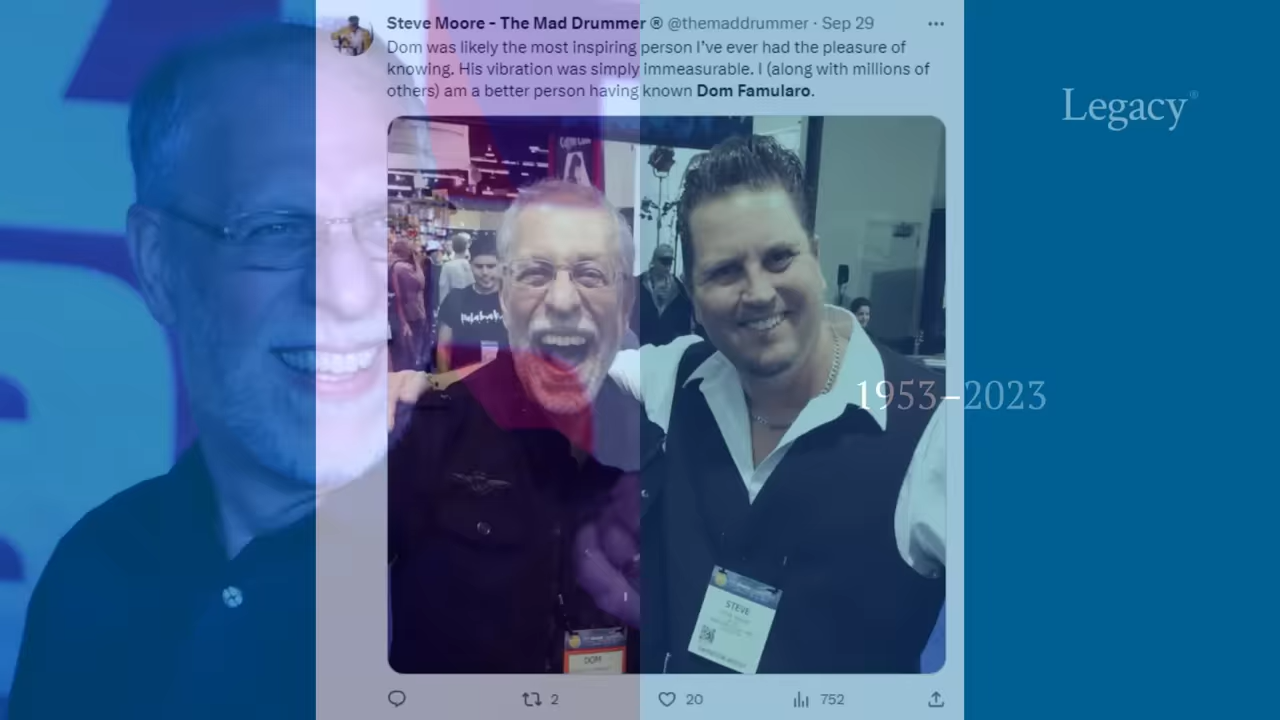 Steve Moore - The Mad Drummer ® @themaddrummer · Sep 29
Dom was likely the most inspiring person I've ever had the pleasure of
knowing. His vibration was simply immeasurable. I (along with millions of
others) am a better person having known Dom Famularo.
Legacy®
1953–2023
STEVE
DOM
2
20
752